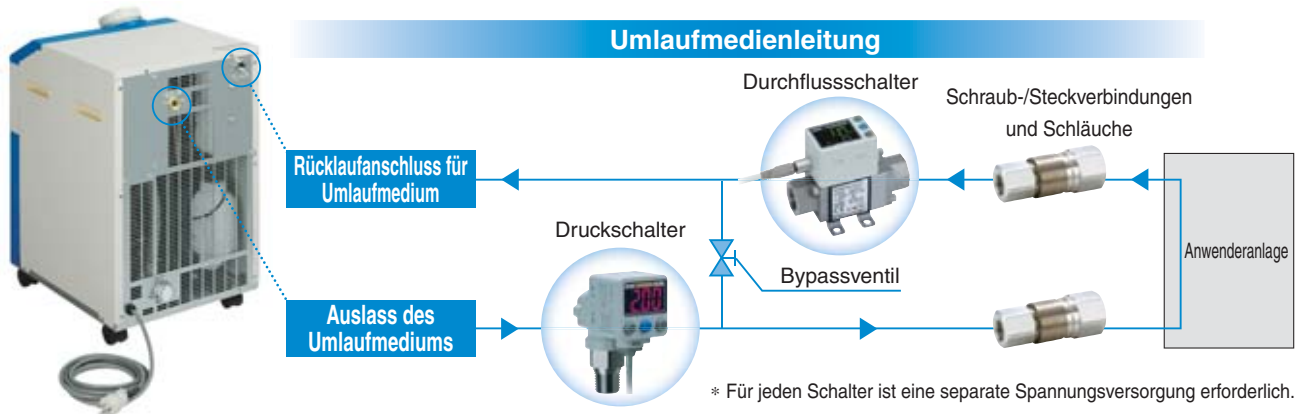 Umlaufmedienleitung
Durchflussschalter
Schraub-/Steckverbindungen
und Schläuche
Rücklaufanschluss für
Umlaufmedium
Druckschalter
Bypassventil
Anwenderanlage
Auslass des
Umlaufmediums
200
* Für jeden Schalter ist eine separate Spannungsversorgung erforderlich.